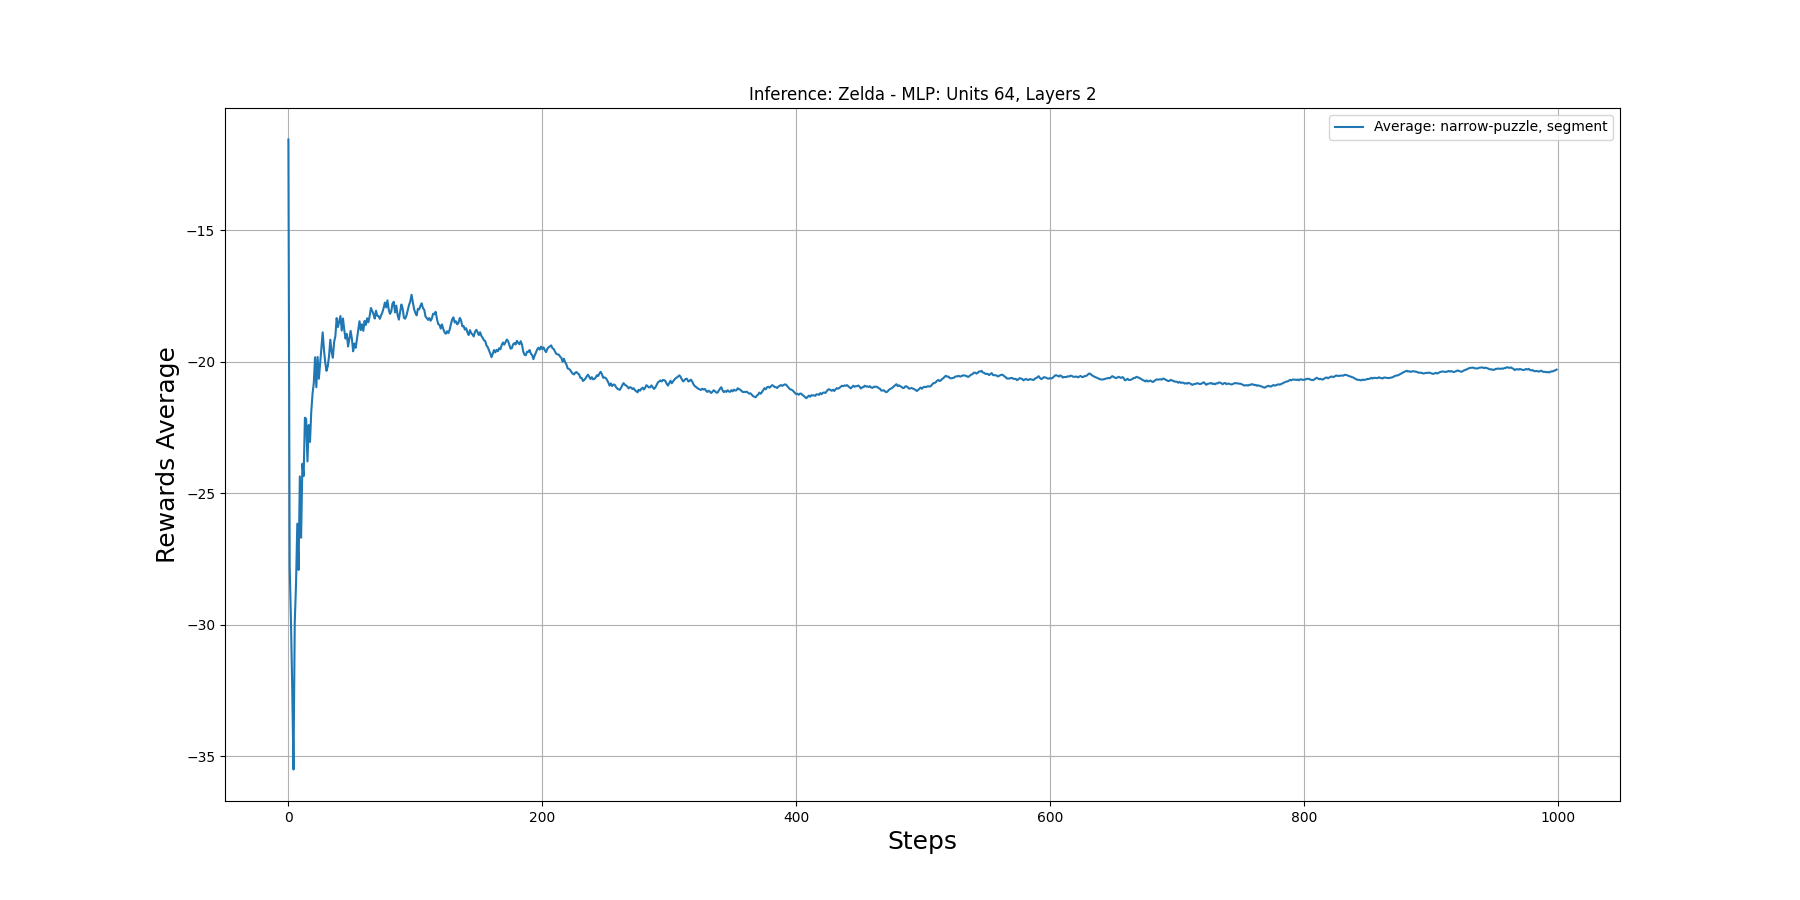 Inference: Zelda - MLP: Units 64, Layers 2
Average: narrow-puzzle, segment
−15
−20
−25
−30
−35
Rewards Average
0 200 400 600 800 1000
Steps